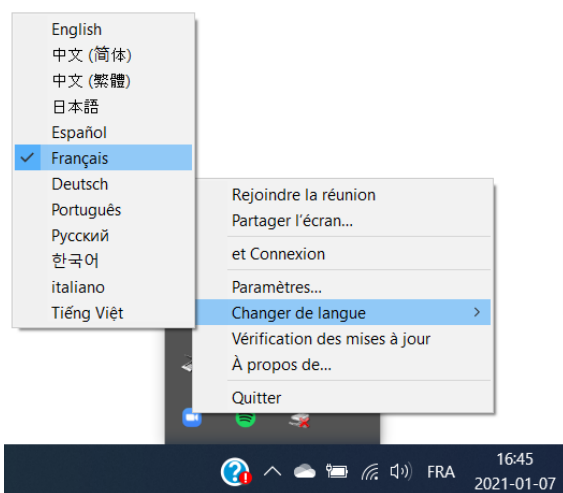 English
中文 (简体)
中文 (繁體)
日本語
Español
Français
Deutsch
Português
Русский
한국어
italiano
Tiếng Việt
Rejoindre la réunion
Partager l'écran...
et Connexion
Paramètres...
Changer de langue
Vérification des mises à jour
À propos de...
Quitter
FRA
16:45
2021-01-07